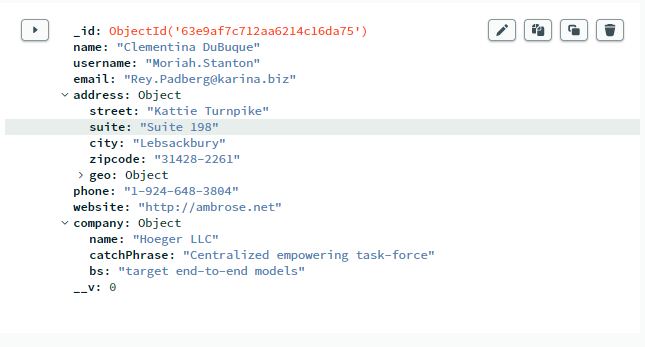 _id: ObjectId('63e9af7c712aa6214c16da75')
name: "Clementina DuBuque"
username: "Moriah.Stanton"
email: "Rey.Padberg@karina.biz"
address: Object
street: "Kattie Turnpike"
suite: "Suite 198"
city: "Lebsackbury"
zipcode: "31428-2261"
geo: Object
phone: "1-924-648-3804"
website: "http://ambrose.net"
company: Object
name: "Hoeger LLC"
catchPhrase: "Centralized empowering task-force"
bs: "target end-to-end models"
__v: 0